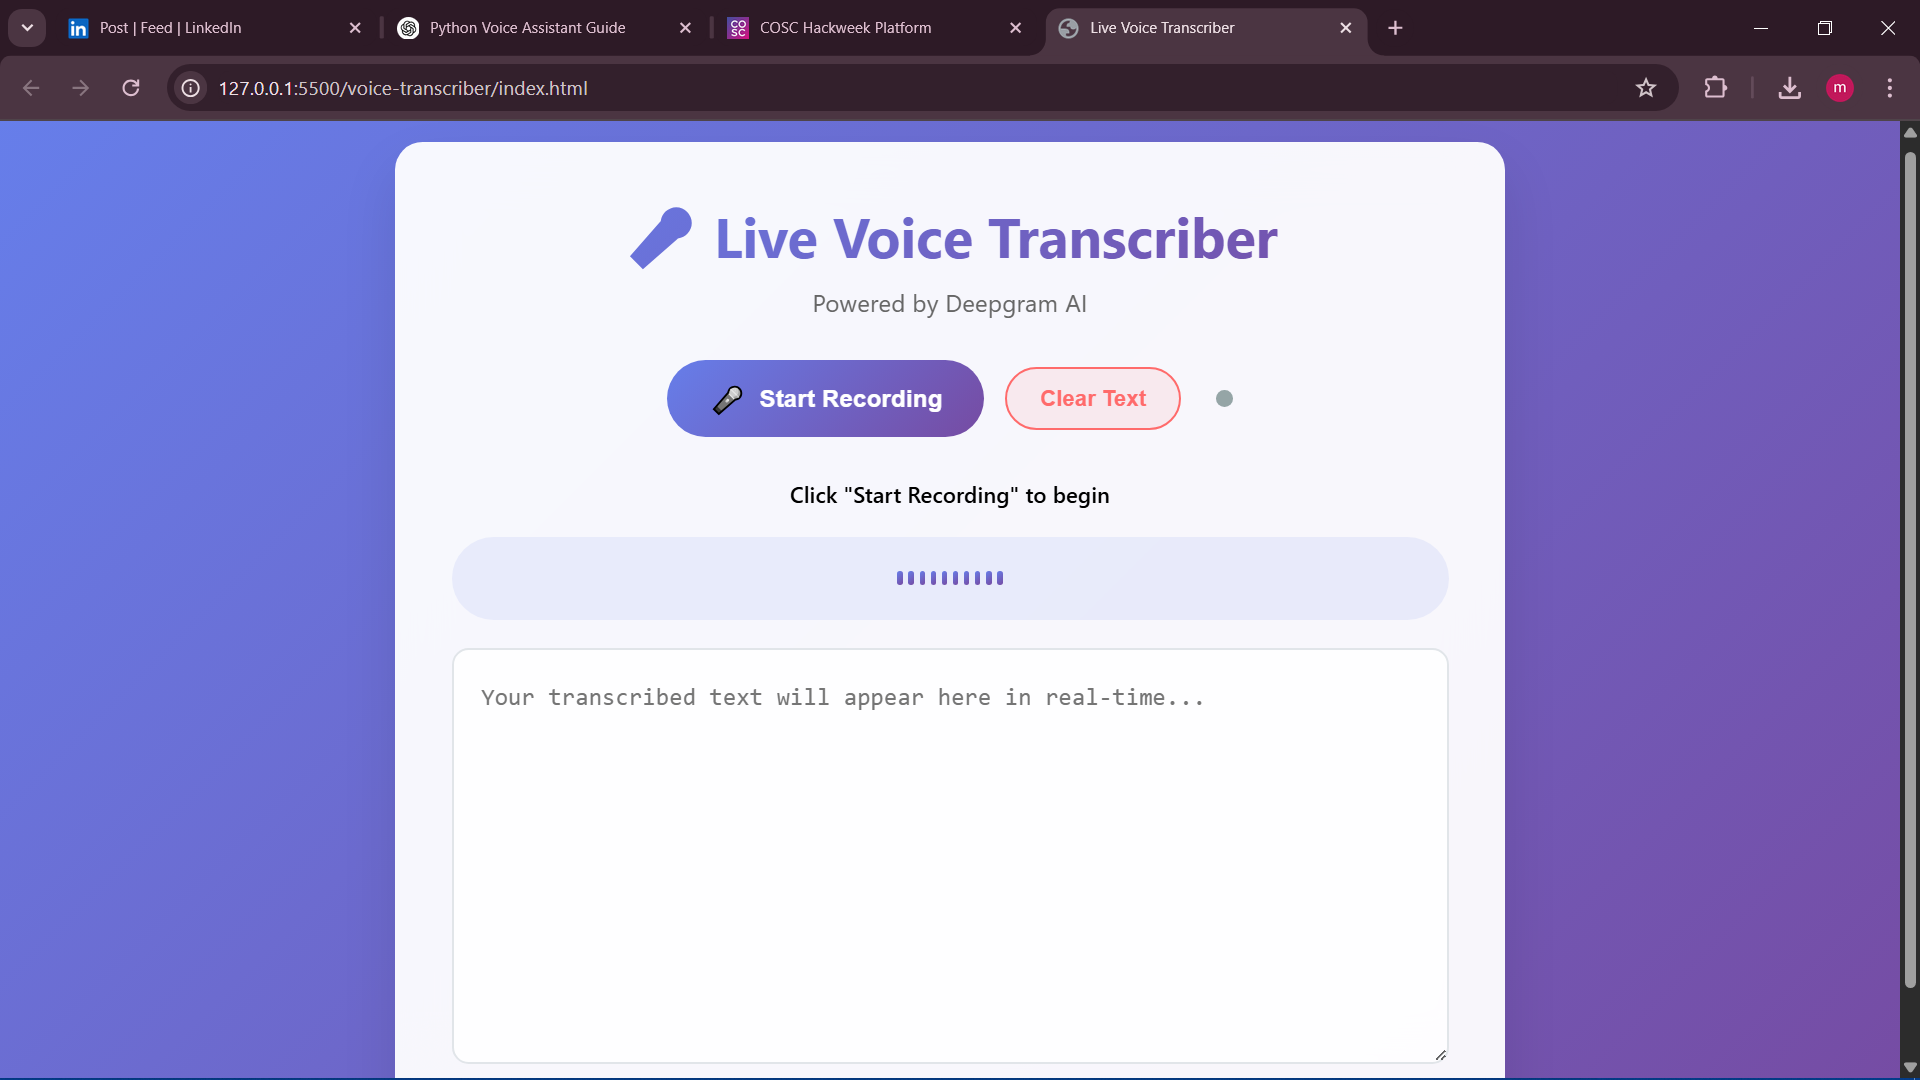 Post | Feed | LinkedIn
Python Voice Assistant Guide
COSC Hackweek Platform
Live Voice Transcriber
127.0.0.1:5500/voice-transcriber/index.html
m
Live Voice Transcriber
Powered by Deepgram AI
Start Recording
Clear Text
Click "Start Recording" to begin
Your transcribed text will appear here in real-time...